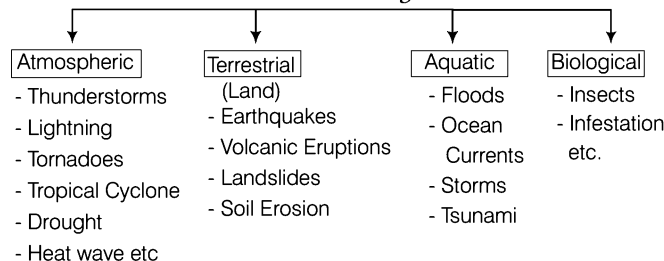 Atmospheric
- Thunderstorms
- Lightning
- Tornadoes
- Tropical Cyclone
- Drought
- Heat wave etc
Terrestrial
(Land)
- Earthquakes
- Volcanic Eruptions
- Landslides
- Soil Erosion
Aquatic
- Floods
- Ocean
Currents
- Storms
- Tsunami
Biological
- Insects
- Infestation
etc.